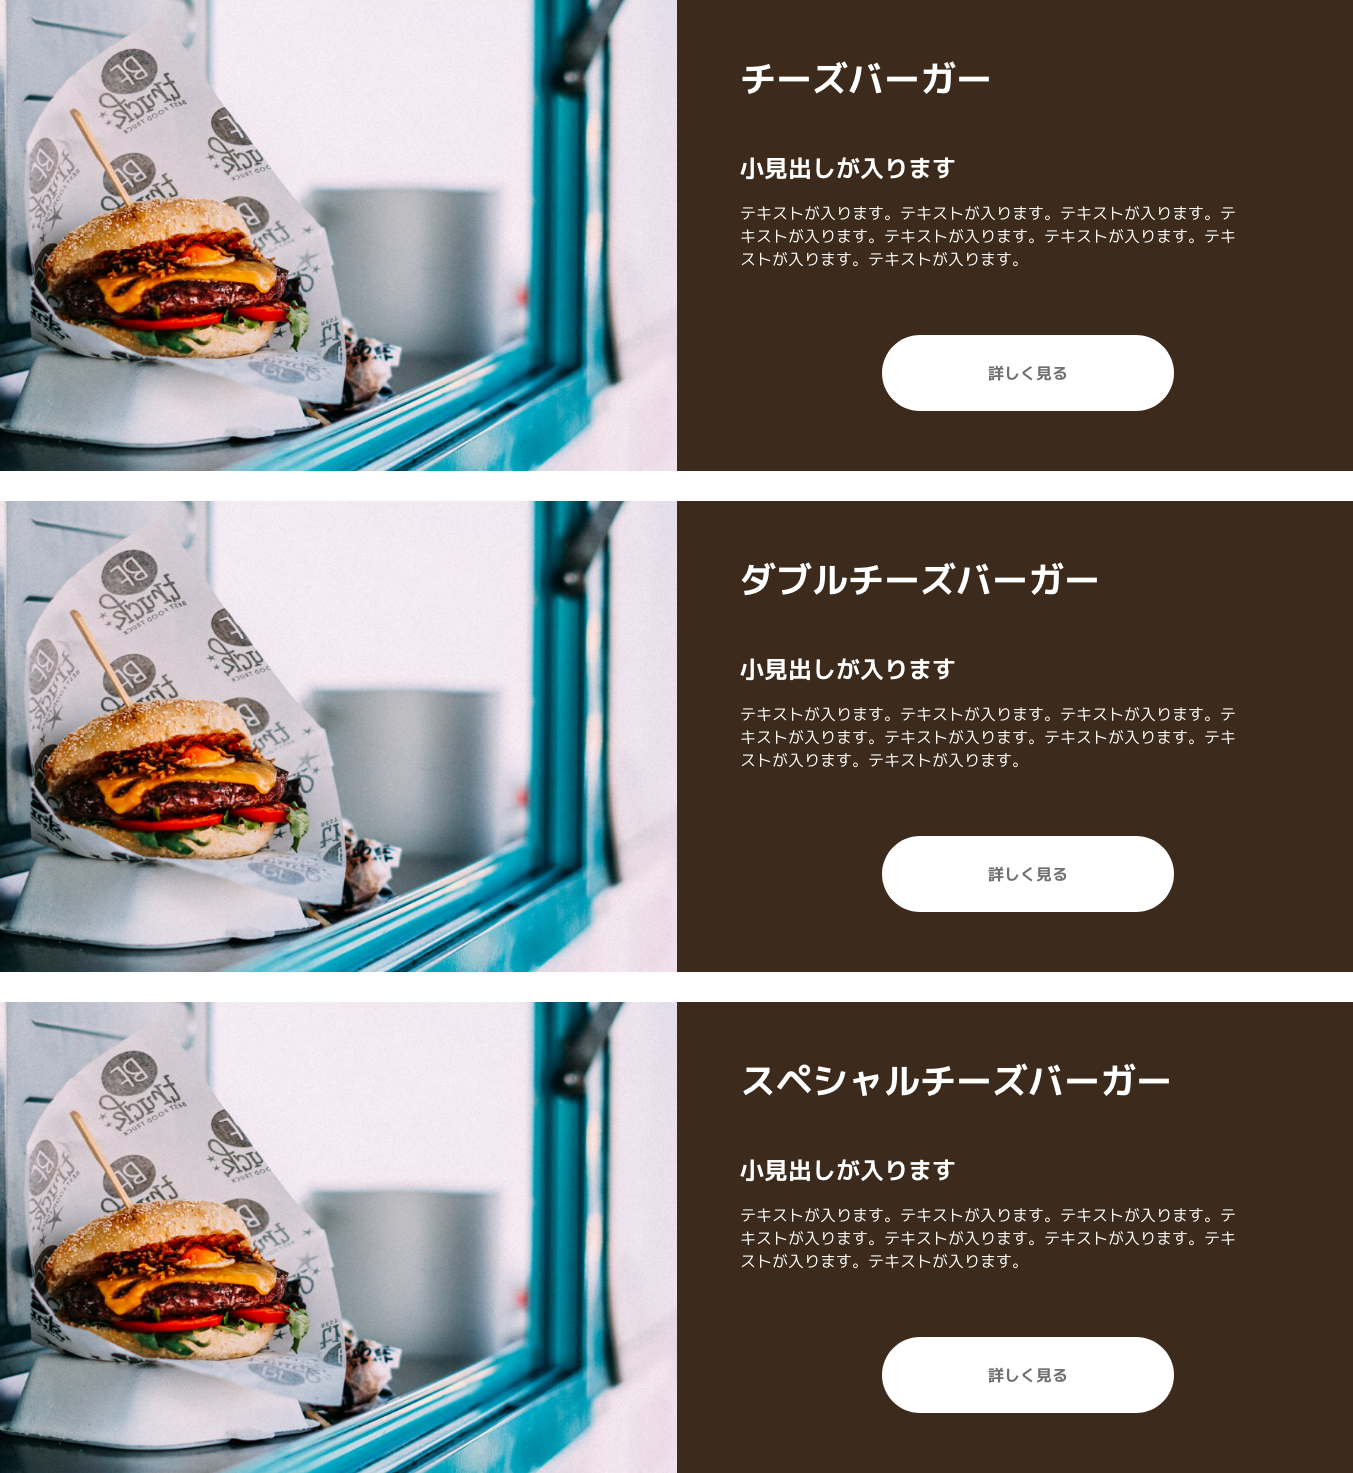 チーズバーガー
小見出しが入ります
テキストが入ります。テキストが入ります。テキストが入ります。テ
キストが入ります。テキストが入ります。テキストが入ります。テキ
ストが入ります。テキストが入ります。
詳しく見る
ダブルチーズバーガー
小見出しが入ります
テキストが入ります。テキストが入ります。テキストが入ります。テ
キストが入ります。テキストが入ります。テキストが入ります。テキ
ストが入ります。テキストが入ります。
詳しく見る
スペシャルチーズバーガー
小見出しが入ります
テキストが入ります。テキストが入ります。テキストが入ります。テ
キストが入ります。テキストが入ります。テキストが入ります。テキ
ストが入ります。テキストが入ります。
詳しく見る